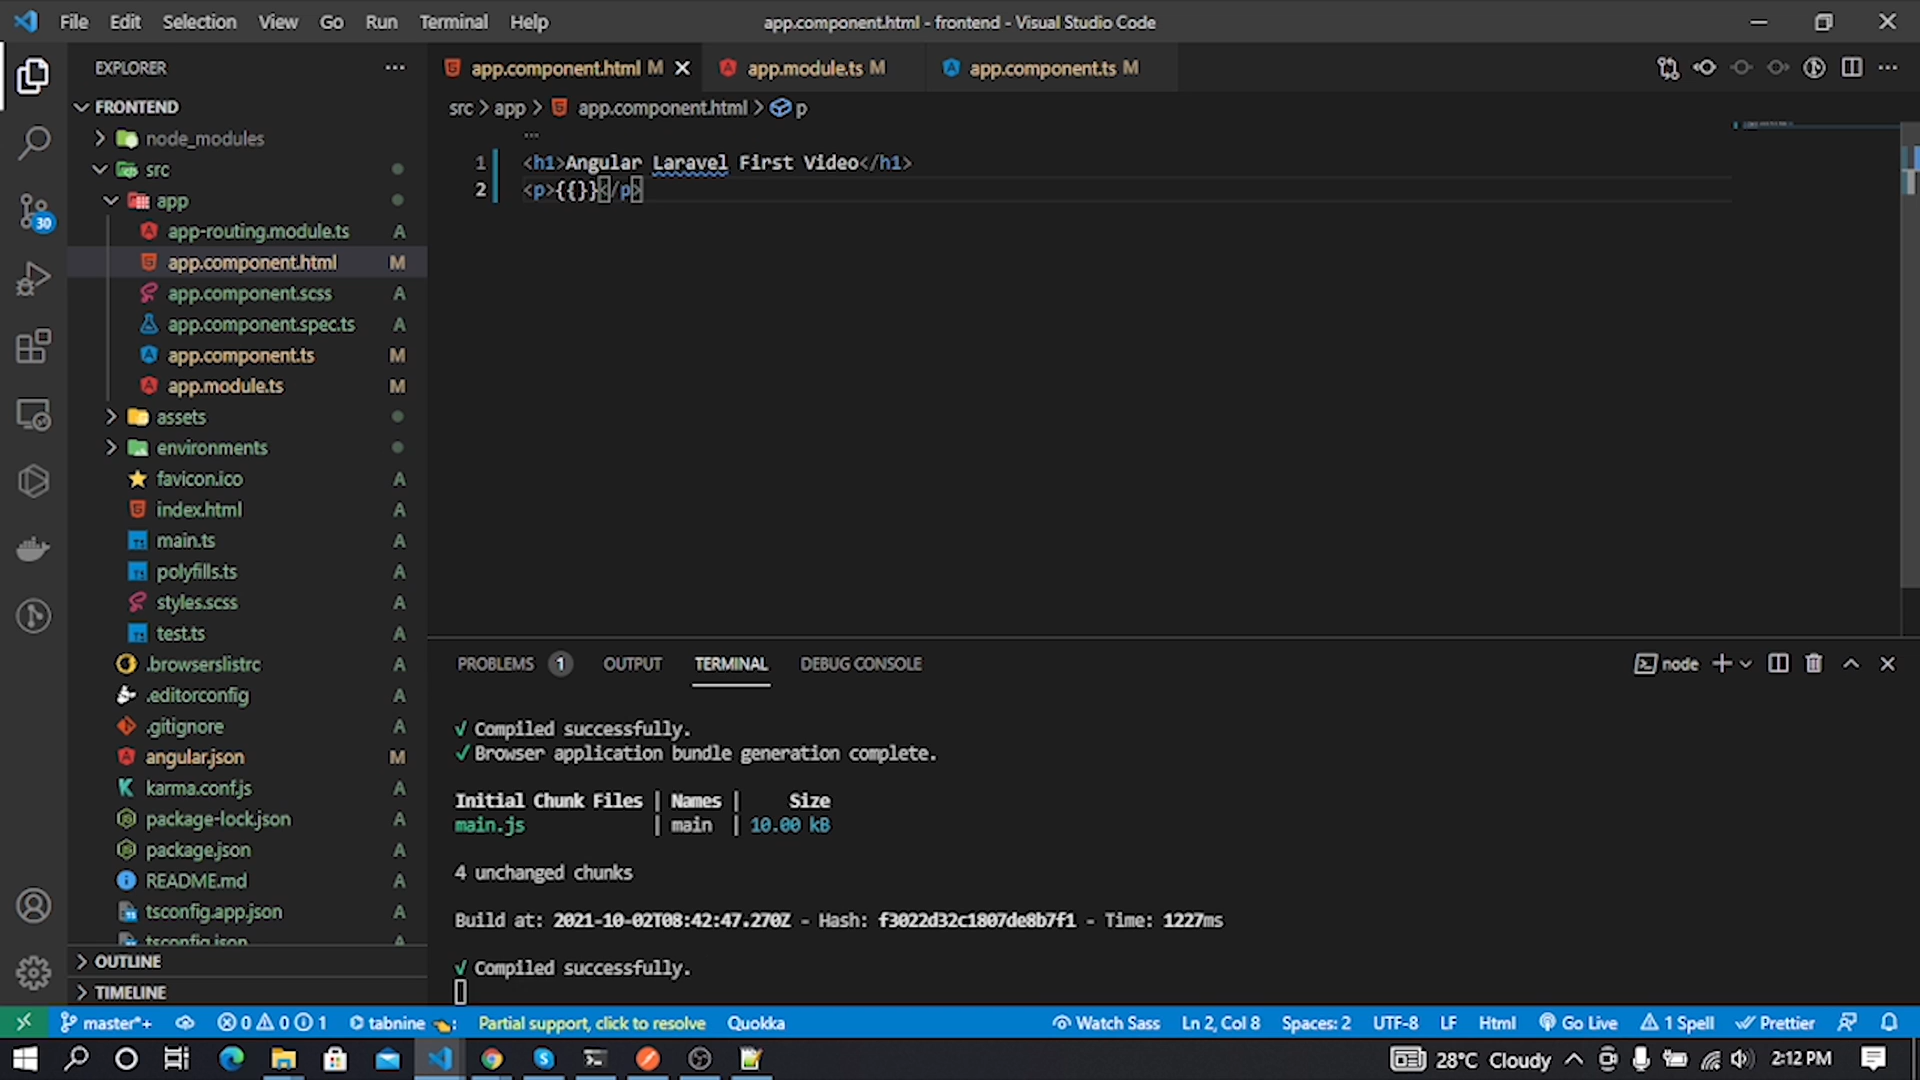 File Edit Selection View Go Run Terminal Help
app.component.html - frontend - Visual Studio Code
EXPLORER
FRONTEND
node_modules
src
app
app-routing.module.ts A
app.component.html M
app.component.scss A
app.component.spec.ts A
app.component.ts M
app.module.ts M
assets
environments
favicon.ico A
index.html A
main.ts A
polyfills.ts A
styles.scss A
test.ts A
.browserslistrc A
.editorconfig A
.gitignore A
angular.json M
karma.conf.js A
package-lock.json A
package.json A
README.md A
tsconfig.app.json A
tsconfig.json A
OUTLINE
TIMELINE
30
app.component.html M
app.module.ts M
app.component.ts M
src > app > app.component.html > p
...
1 <h1>Angular Laravel First Video</h1>
2 <p>{{}}</p>
PROBLEMS 1 OUTPUT TERMINAL DEBUG CONSOLE
node
√ Compiled successfully.
✓ Browser application bundle generation complete.
Initial Chunk Files | Names | Size
main.js | main | 10.00 kB
4 unchanged chunks
Build at: 2021-10-02T08:42:47.270Z - Hash: f3022d32c1807de8b7f1 - Time: 1227ms
√ Compiled successfully.
master*+ 0 0 1 tabnine : Partial support, click to resolve Quokka
Watch Sass Ln 2, Col 8 Spaces: 2 UTF-8 LF Html Go Live 1 Spell Prettier
28°C Cloudy 2:12 PM